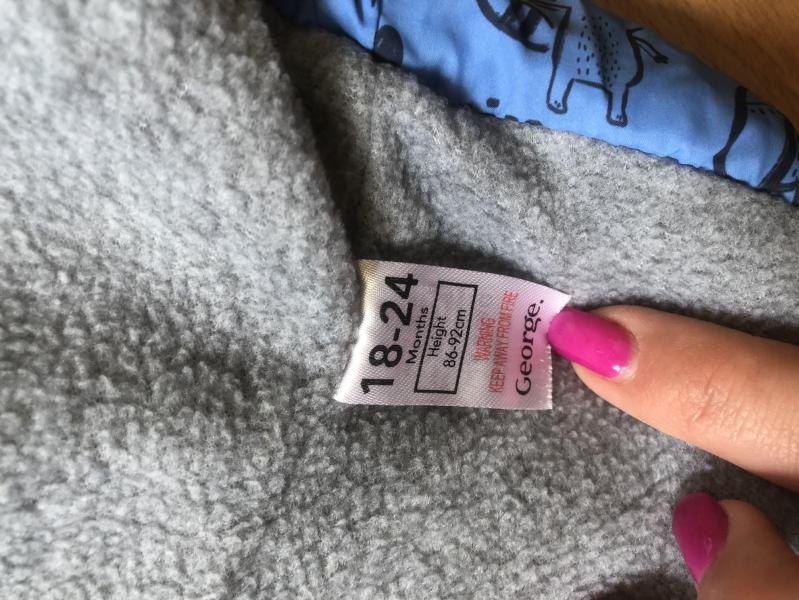 18-24
Months
Height
86-92cm
WARNING
KEEP AWAY FROM FIRE
George.